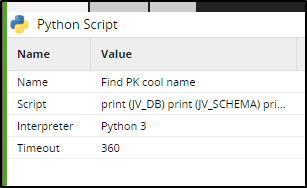 Python Script
Name Value
Name Find PK cool name
Script print (JV_DB) print (JV_SCHEMA) pri...
Interpreter Python 3
Timeout 360